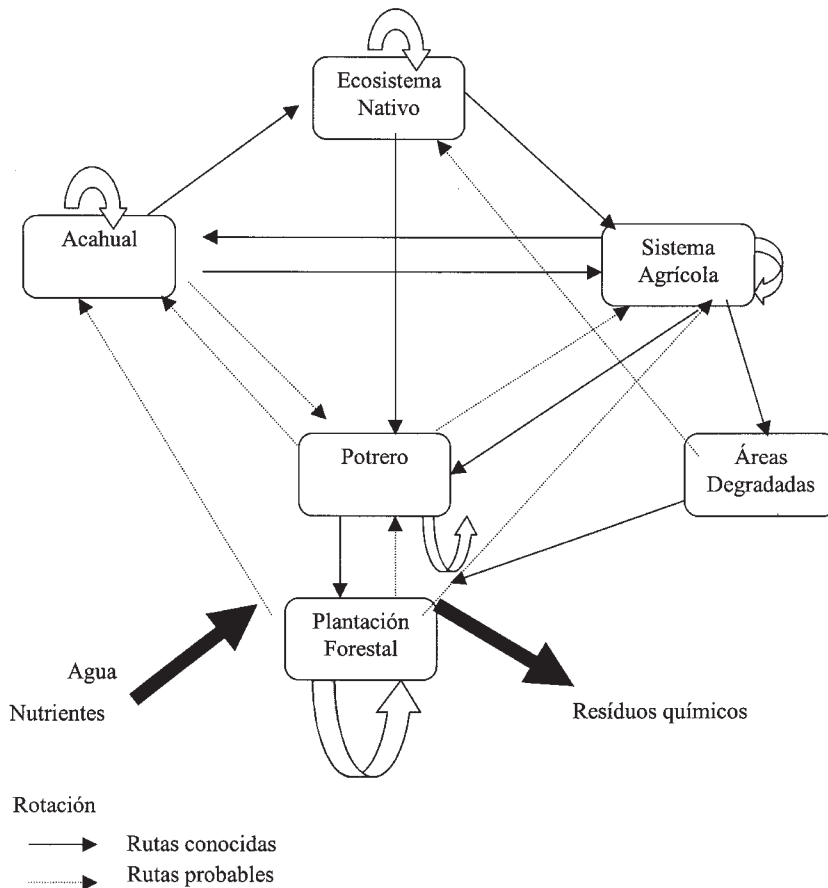 Ecosistema
Nativo
Acahual
Sistema
Agrícola
Potrero
Áreas
Degradadas
Plantación
Forestal
Agua
Nutrientes
Resíduos químicos
Rotación
Rutas conocidas
Rutas probables